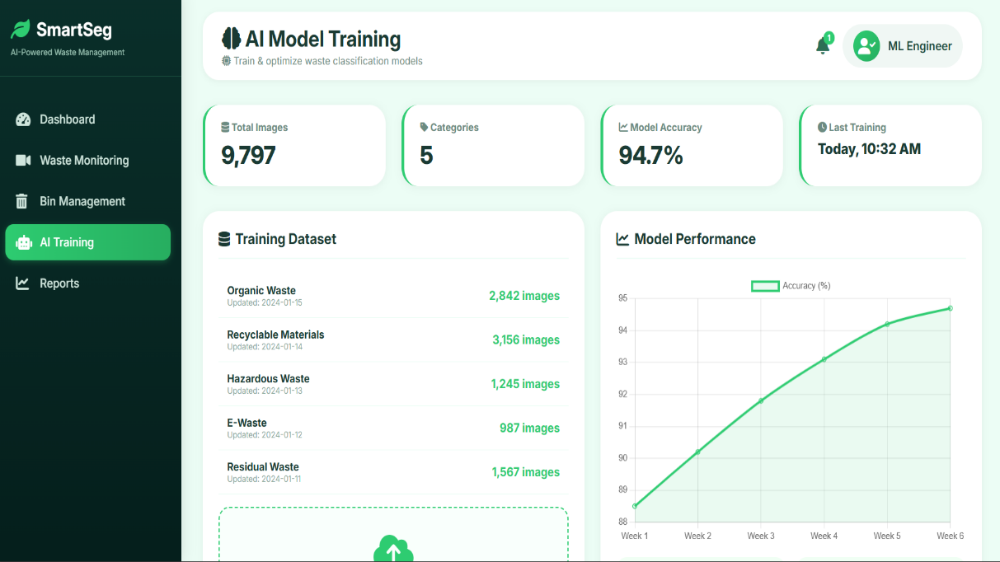 SmartSeg
AI-Powered Waste Management
Dashboard
Waste Monitoring
Bin Management
AI Training
Reports
AI Model Training
Train & optimize waste classification models
1
ML Engineer
Total Images
9,797
Categories
5
Model Accuracy
94.7%
Last Training
Today, 10:32 AM
Training Dataset
Organic Waste
Updated: 2024-01-15
2,842 images
Recyclable Materials
Updated: 2024-01-14
3,156 images
Hazardous Waste
Updated: 2024-01-13
1,245 images
E-Waste
Updated: 2024-01-12
987 images
Residual Waste
Updated: 2024-01-11
1,567 images
Model Performance
Accuracy (%)
95
94
93
92
91
90
89
88
Week 1 Week 2 Week 3 Week 4 Week 5 Week 6